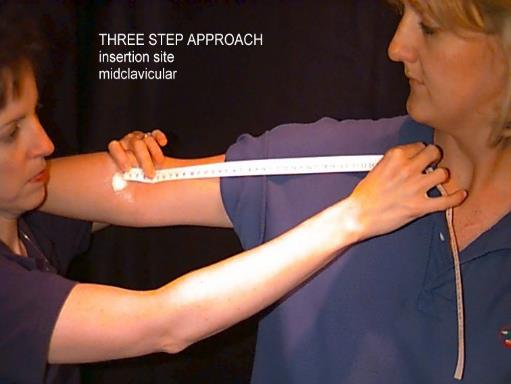 THREE STEP APPROACH
insertion site
midclavicular